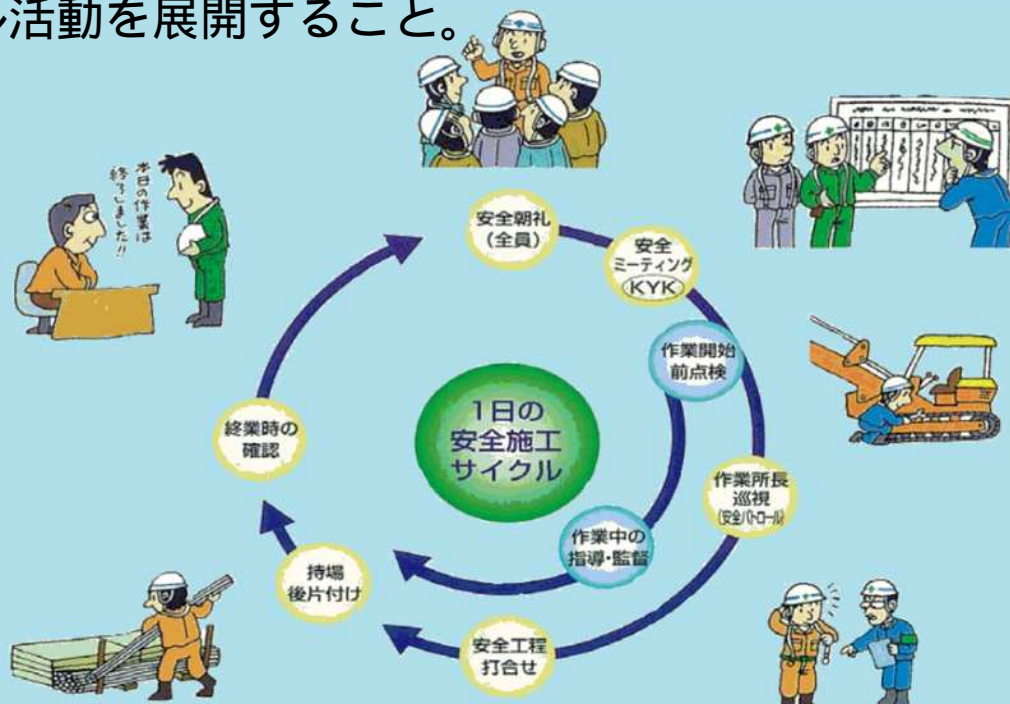 ル活動を展開すること。
本日の作業は
終了しました!!
安全朝礼
(全員)
安全
ミーティング
KYK
作業開始
前点検
1日の
安全施工
サイクル
終業時の
確認
作業所長
巡視
(安全パトロール)
作業中の
指導・監督
持場
後片付け
安全工程
打合せ